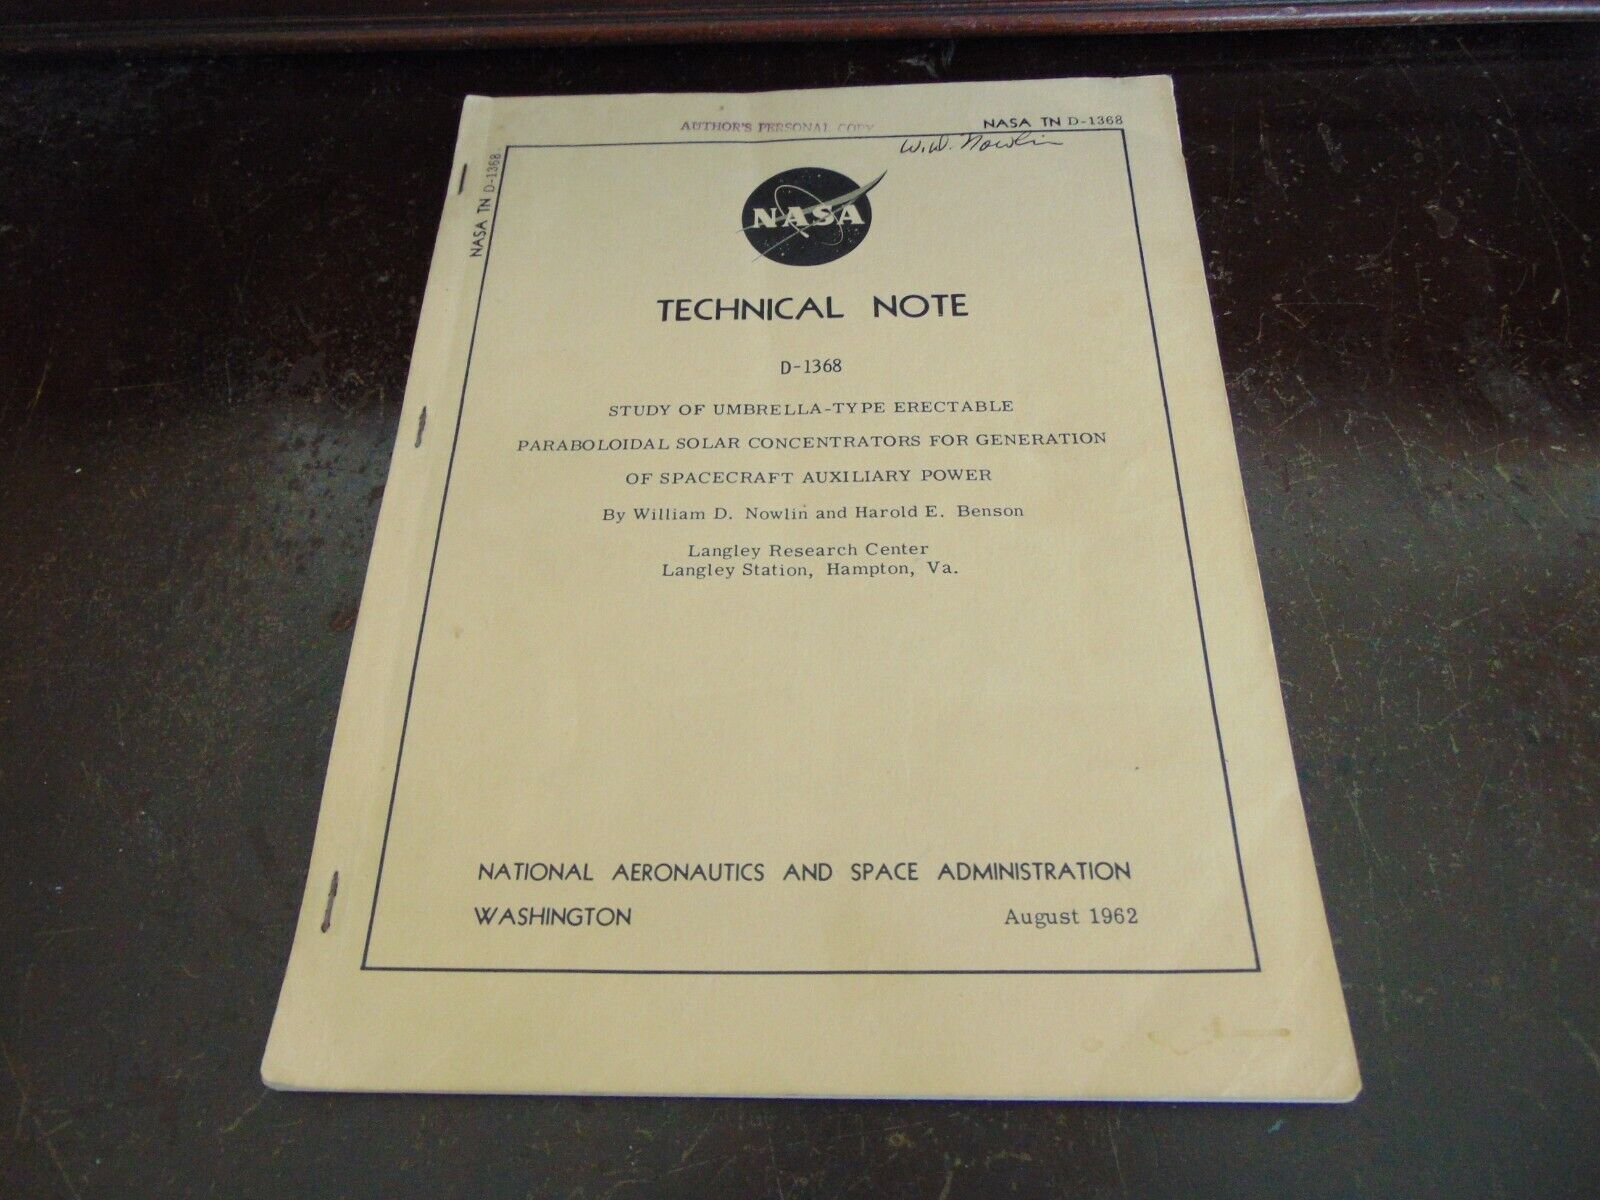 AUTHOR'S PERSONAL COPY
NASA TN D-1368
W. D. Nowlin
NASA TN D-1368
NASA
TECHNICAL NOTE
D-1368
STUDY OF UMBRELLA-TYPE ERECTABLE
PARABOLOIDAL SOLAR CONCENTRATORS FOR GENERATION
OF SPACECRAFT AUXILIARY POWER
By William D. Nowlin and Harold E. Benson
Langley Research Center
Langley Station, Hampton, Va.
NATIONAL AERONAUTICS AND SPACE ADMINISTRATION
WASHINGTON
August 1962